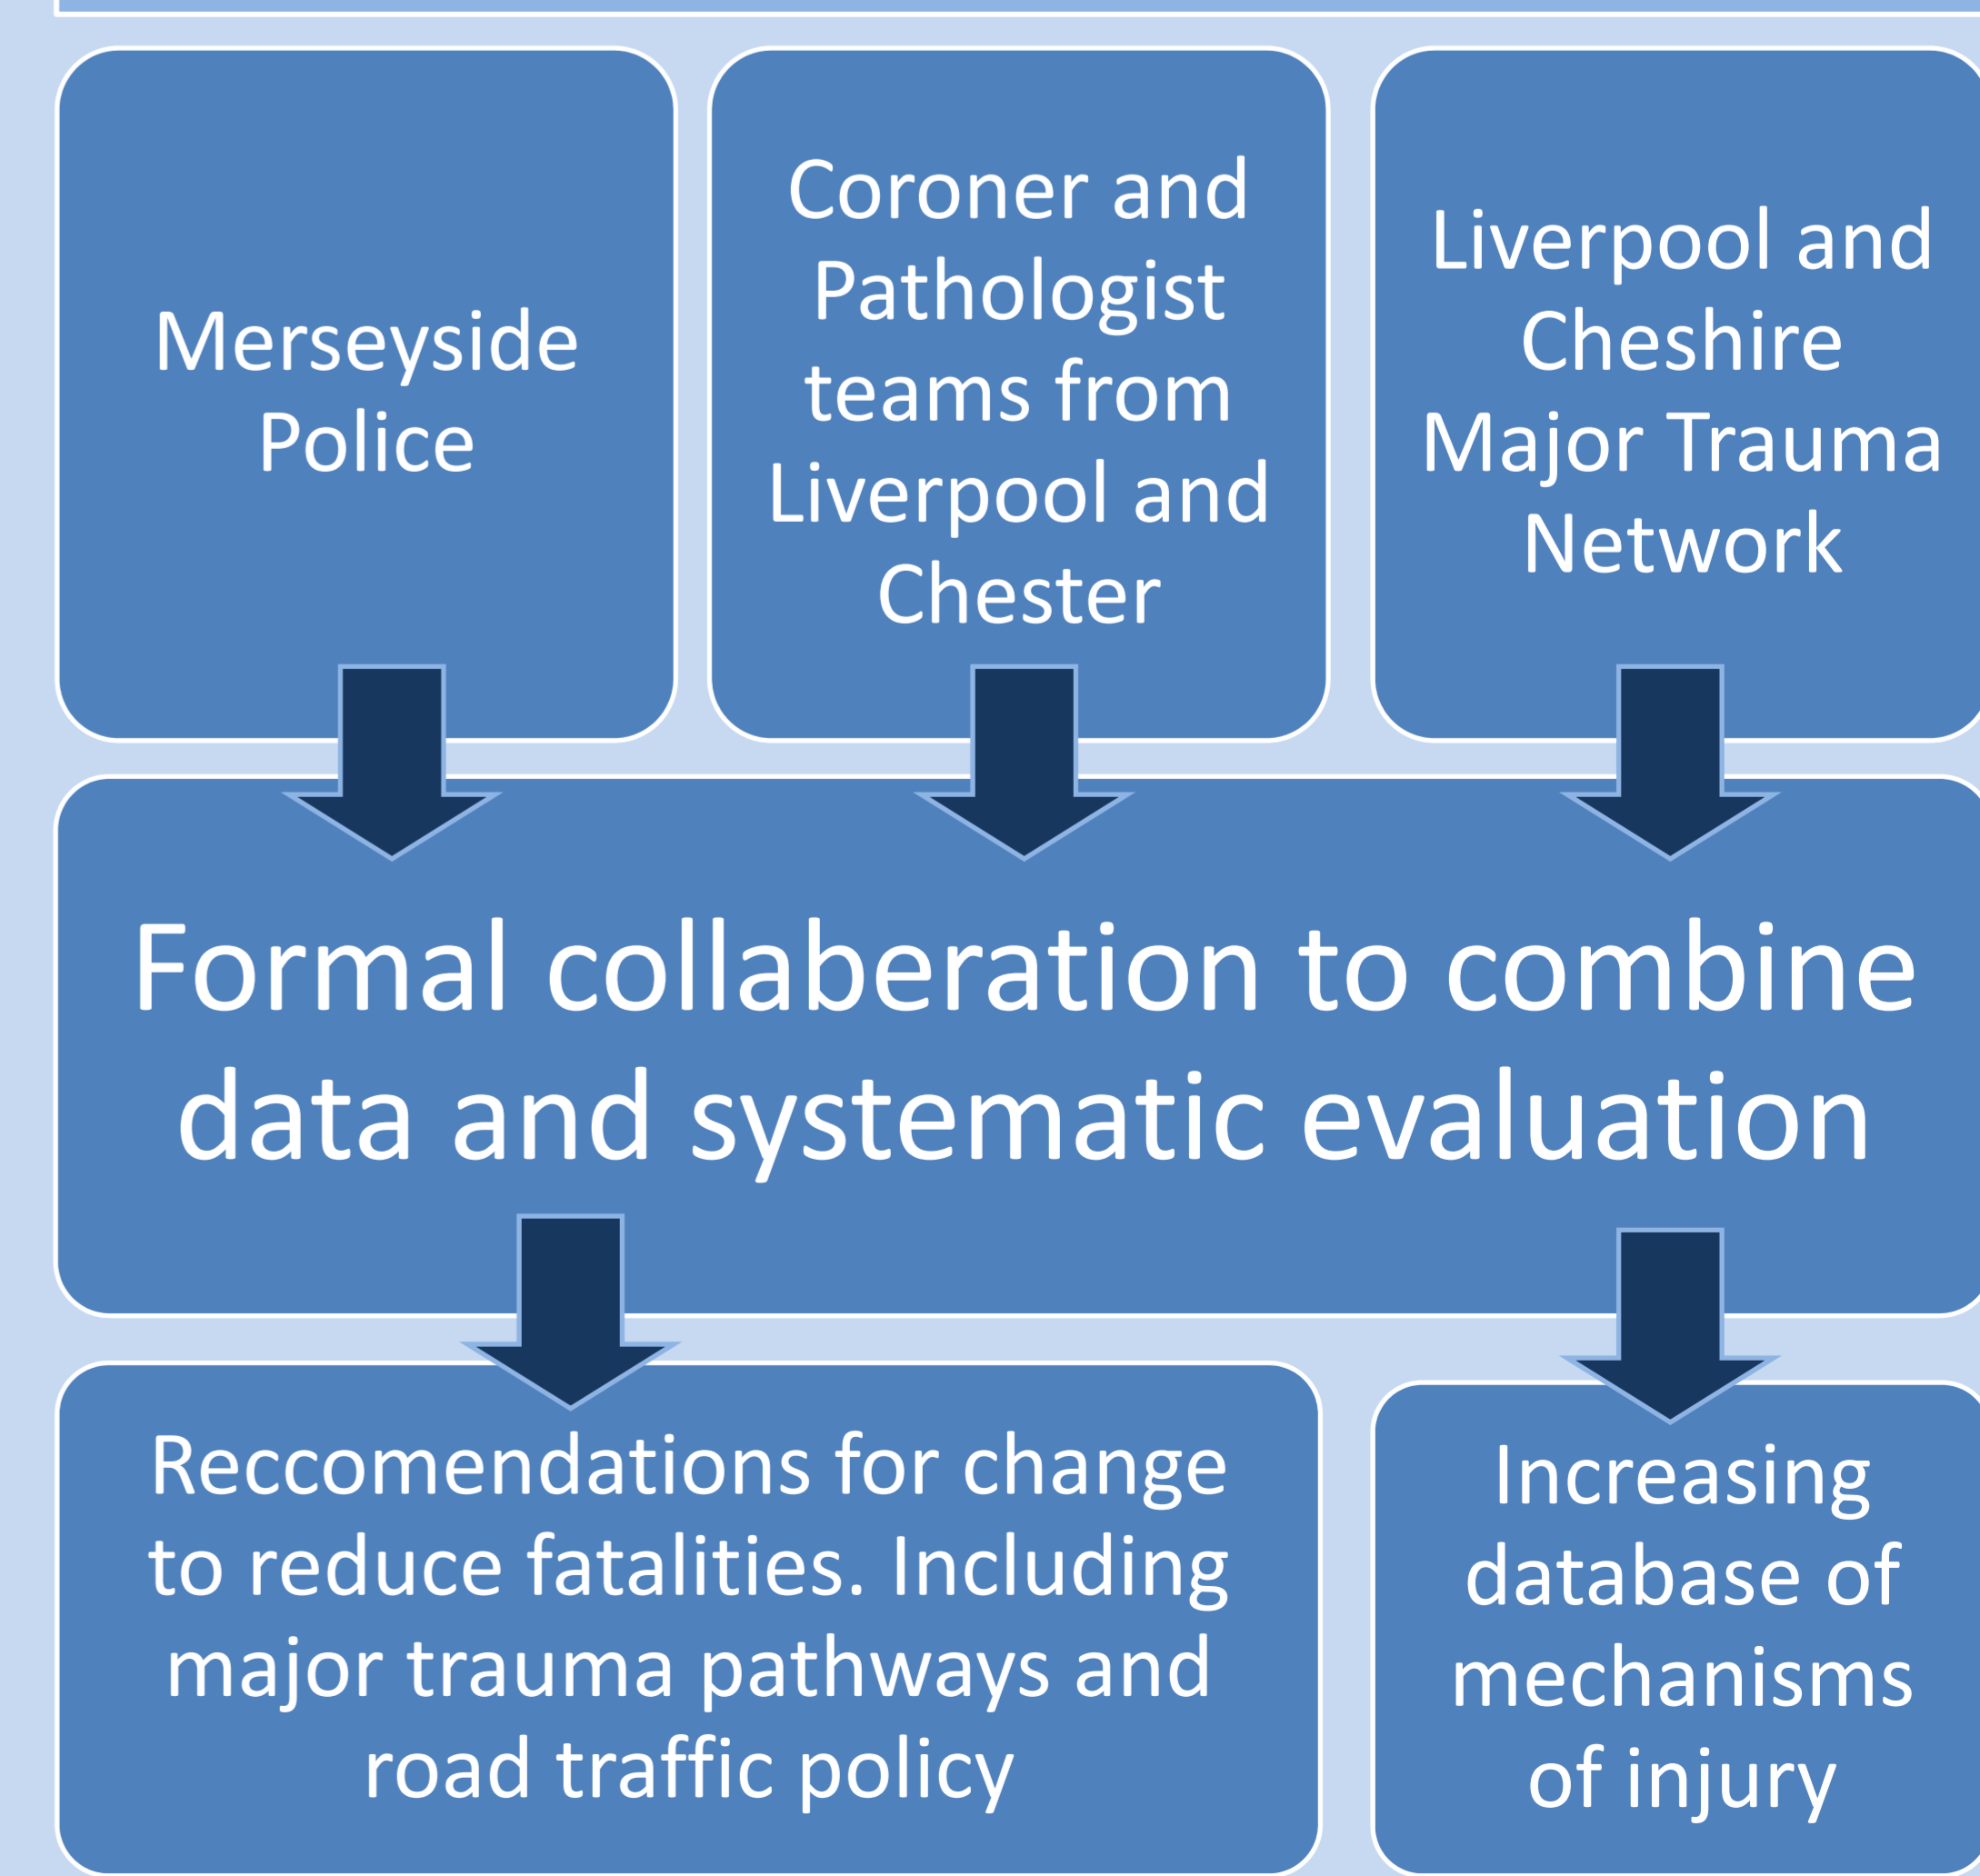 Merseyside
Police
Coroner and
Pathologist
teams from
Liverpool and
Chester
Liverpool and
Cheshire
Major Trauma
Network
Formal collaberation to combine
data and systematic evaluation
Reccomendations for change
to reduce fatalities. Including
major trauma pathways and
road traffic policy
Increasing
database of
mechanisms
of injury